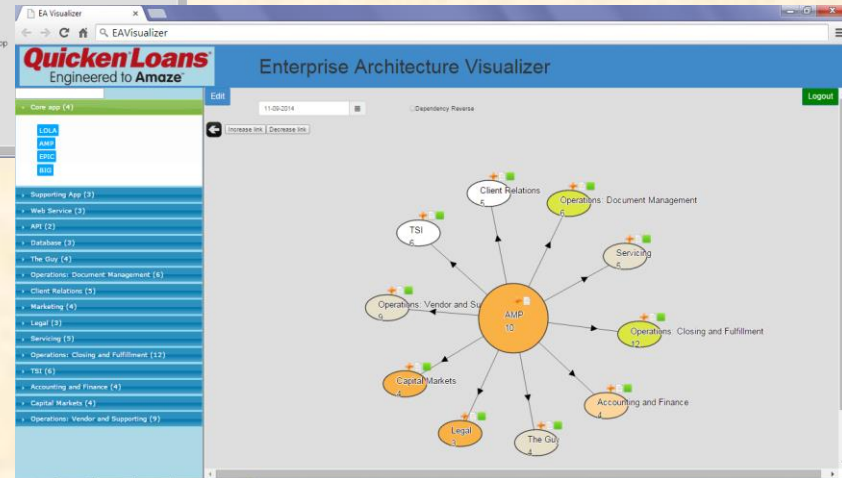 EA Visualizer
EAVisualizer
Quicken Loans
Engineered to Amaze
Enterprise Architecture Visualizer
Edit
Logout
11-09-2014
Dependency Reverse
Increase link
Decrease link
Core app (4)
LOLA
AMP
EPIC
BIG
Supporting App (3)
Web Service (3)
API (2)
Database (3)
The Guy (4)
Operations: Document Management (6)
Client Relations (5)
Marketing (4)
Legal (3)
Servicing (5)
Operations: Closing and Fulfillment (12)
TSI (6)
Accounting and Finance (4)
Capital Markets (4)
Operations: Vendor and Supporting (9)
Client Relations
5
Operations: Document Management
6
TSI
6
Servicing
5
Operations: Vendor and Su
9
AMP
10
Operations: Closing and Fulfillment
12
Capital Markets
4
Accounting and Finance
4
Legal
3
The Guy
4